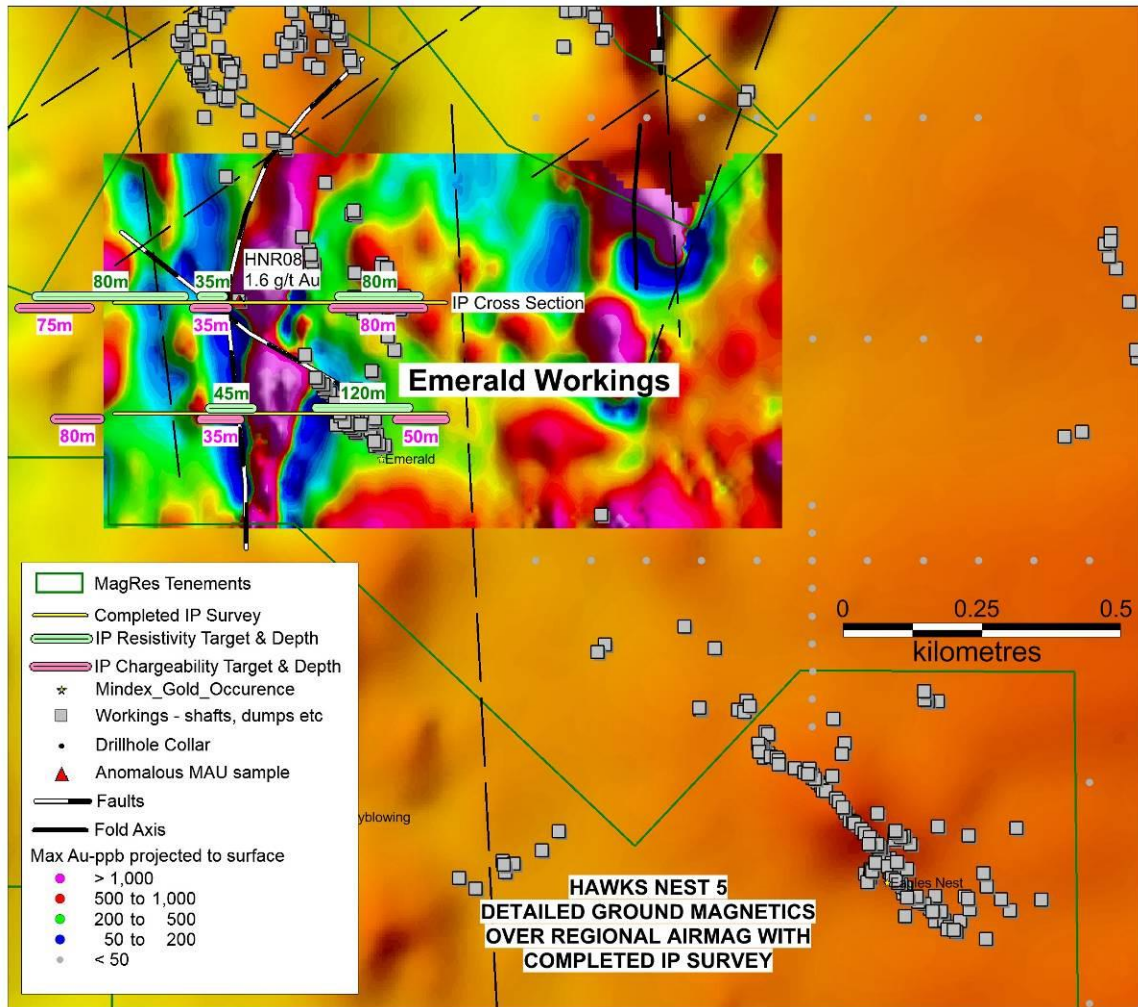 HNR08
1.6 g/t Au
80m
35m
80m
IP Cross Section
75m
35m
80m
Emerald Workings
45m
120m
80m
35m
50m
Emerald
MagRes Tenements
Completed IP Survey
IP Resistivity Target & Depth
IP Chargeability Target & Depth
Mindex_Gold_Occurence
Workings - shafts, dumps etc
Drillhole Collar
Anomalous MAU sample
Faults
Fold Axis
Max Au-ppb projected to surface
> 1,000
500 to 1,000
200 to 500
50 to 200
< 50
0 0.25 0.5
kilometres
yblowing
Eagles Nest
HAWKS NEST 5
DETAILED GROUND MAGNETICS
OVER REGIONAL AIRMAG WITH
COMPLETED IP SURVEY